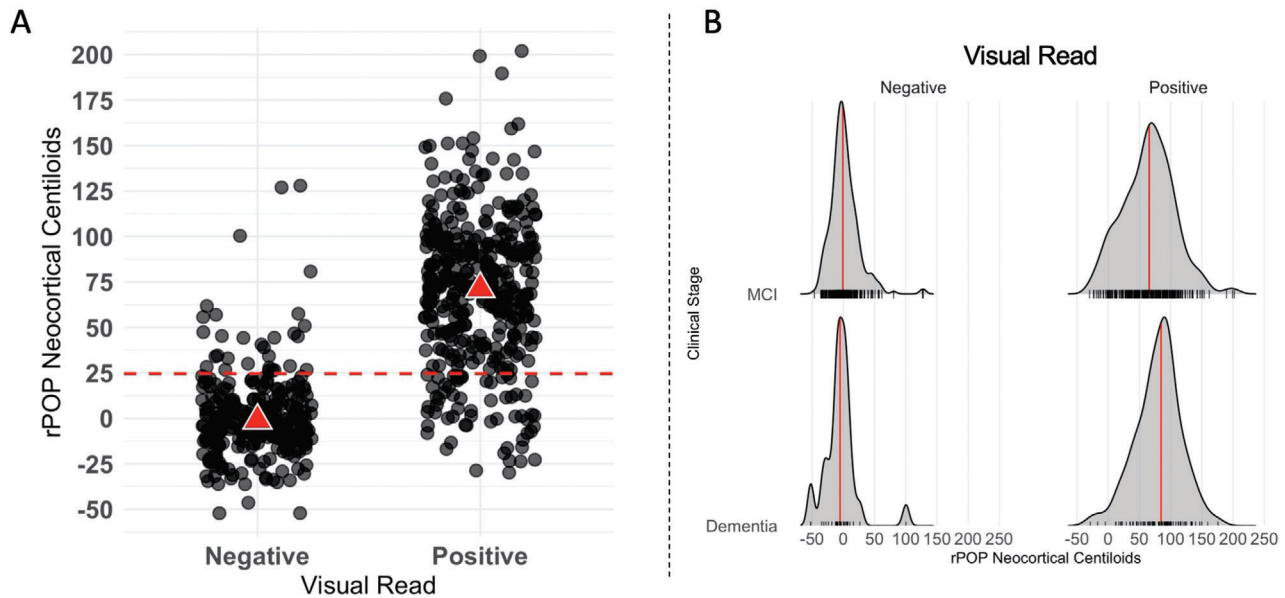 A
rPOP Neocortical Centiloids
200
175
150
125
100
75
50
25
0
-25
-50
Negative Positive
Visual Read
B
Visual Read
Negative Positive
Clinical Stage
MCI
Dementia
-50 0 50 100 150 200 250 -50 0 50 100 150 200 250
rPOP Neocortical Centiloids